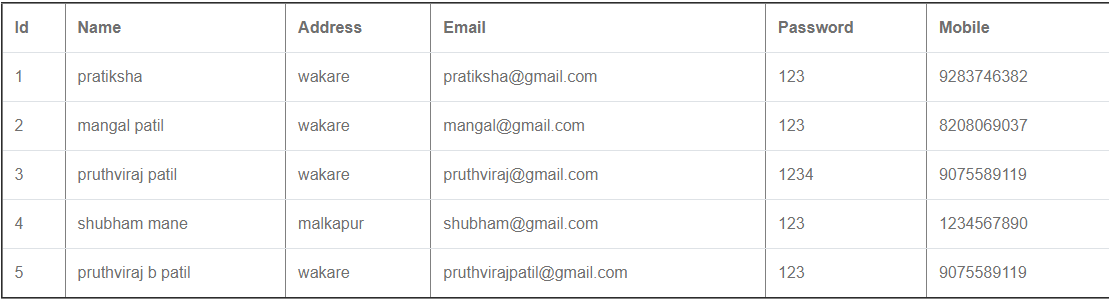 Id Name Address Email Password Mobile
1 pratiksha wakare pratiksha@gmail.com 123 9283746382
2 mangal patil wakare mangal@gmail.com 123 8208069037
3 pruthviraj patil wakare pruthviraj@gmail.com 1234 9075589119
4 shubham mane malkapur shubham@gmail.com 123 1234567890
5 pruthviraj b patil wakare pruthvirajpatil@gmail.com 123 9075589119